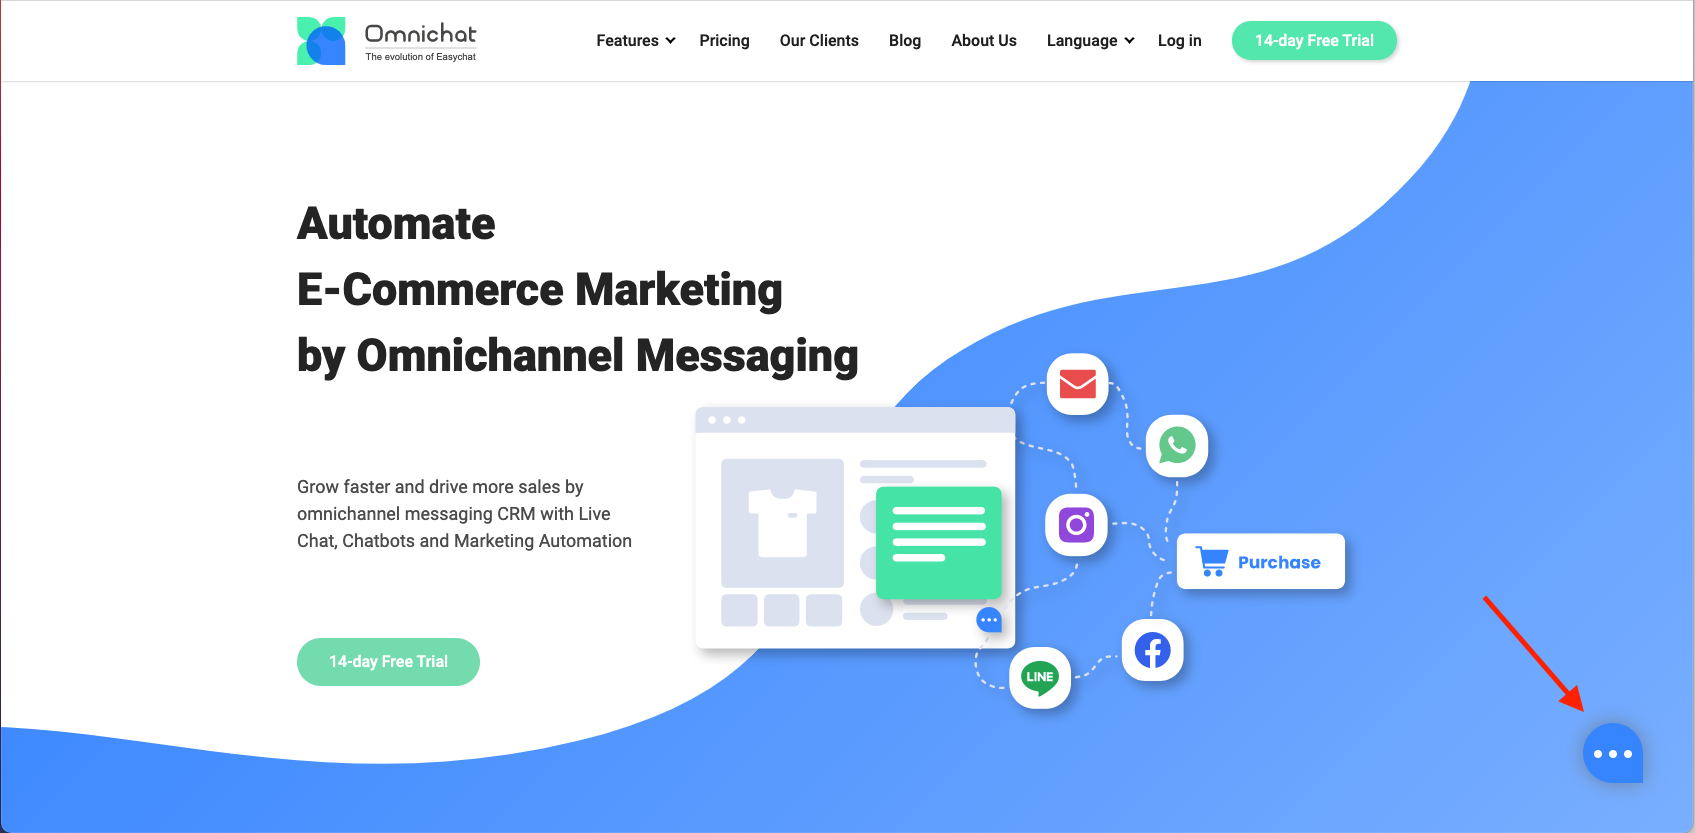 Omnichat
The evolution of Easychat
Features
Pricing
Our Clients
Blog
About Us
Language
Log in
14-day Free Trial
Automate
E-Commerce Marketing
by Omnichannel Messaging
Grow faster and drive more sales by
omnichannel messaging CRM with Live
Chat, Chatbots and Marketing Automation
14-day Free Trial
Purchase
LINE